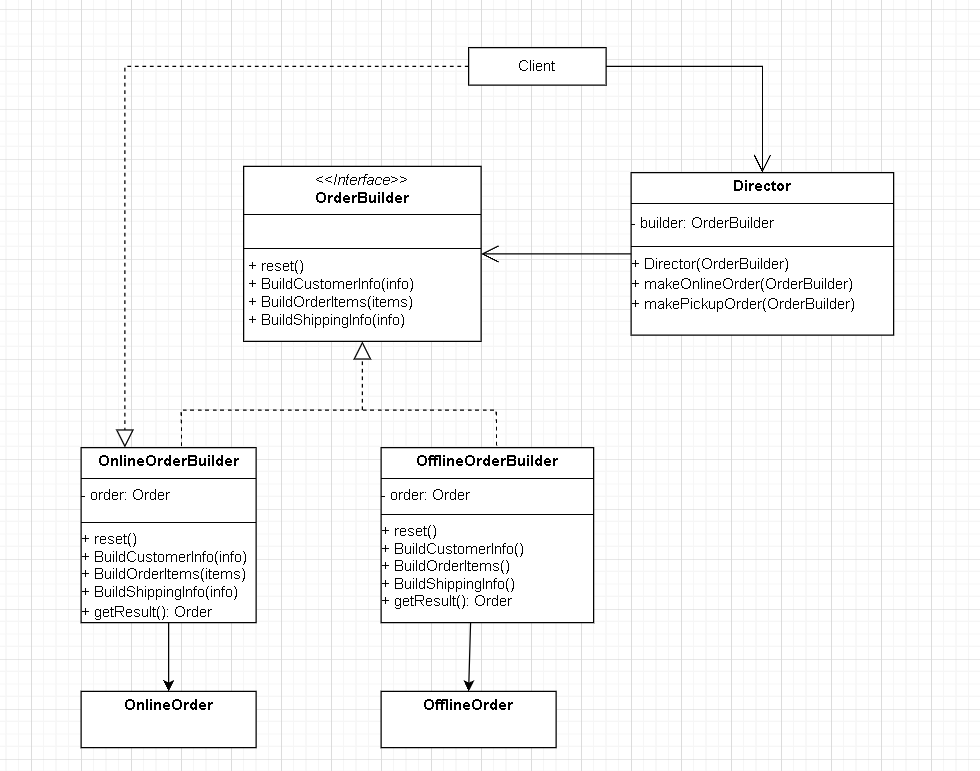 Client
<<Interface>>
OrderBuilder
+ reset()
+ BuildCustomerInfo(info)
+ BuildOrderItems(items)
+ BuildShippingInfo(info)
Director
- builder: OrderBuilder
+ Director(OrderBuilder)
+ makeOnlineOrder(OrderBuilder)
+ makePickupOrder(OrderBuilder)
OnlineOrderBuilder
- order: Order
+ reset()
+ BuildCustomerInfo(info)
+ BuildOrderItems(items)
+ BuildShippingInfo(info)
+ getResult(): Order
OfflineOrderBuilder
- order: Order
+ reset()
+ BuildCustomerInfo()
+ BuildOrderItems()
+ BuildShippingInfo()
+ getResult(): Order
OnlineOrder
OfflineOrder